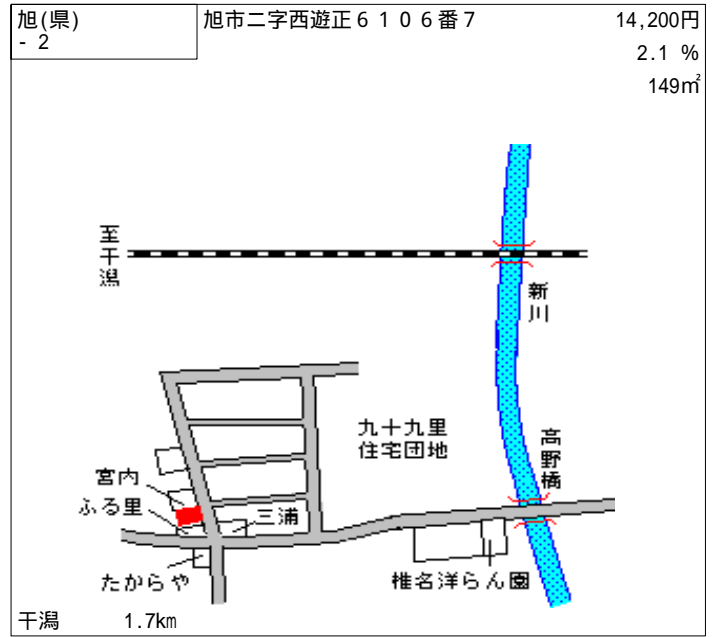 旭(県)
- 2
旭市二字西遊正６１０６番７
14,200円
2.1 %
149㎡
至干潟
新川
九十九里
住宅団地
高野橋
宮内
ふる里
三浦
たからや
椎名洋らん園
干潟 1.7㎞